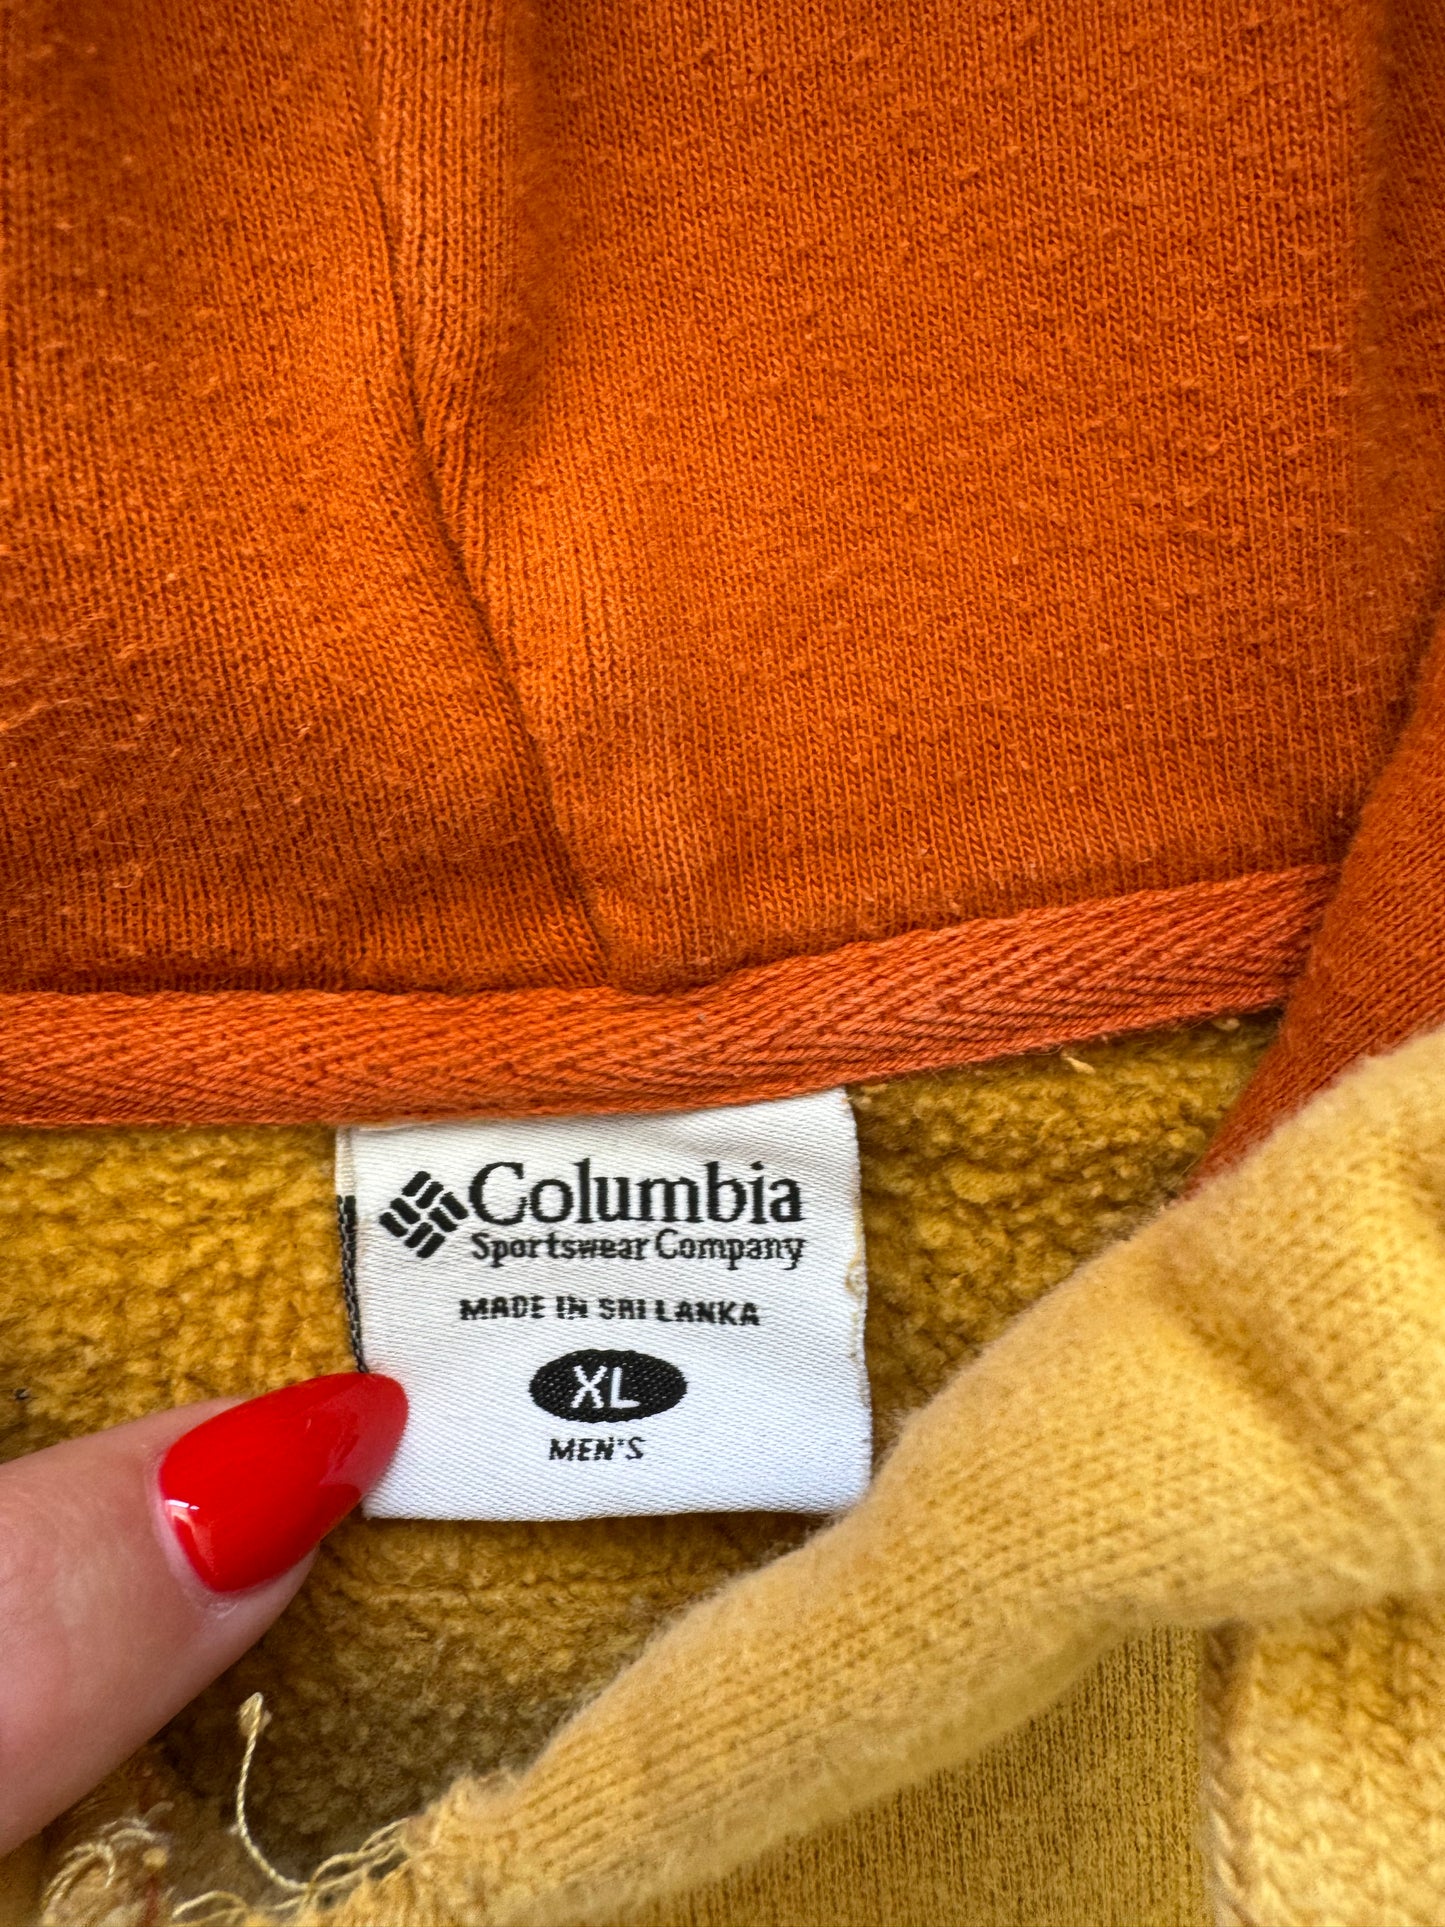 Columbia
Sportswear Company
MADE IN SRI LANKA
XL
MEN'S